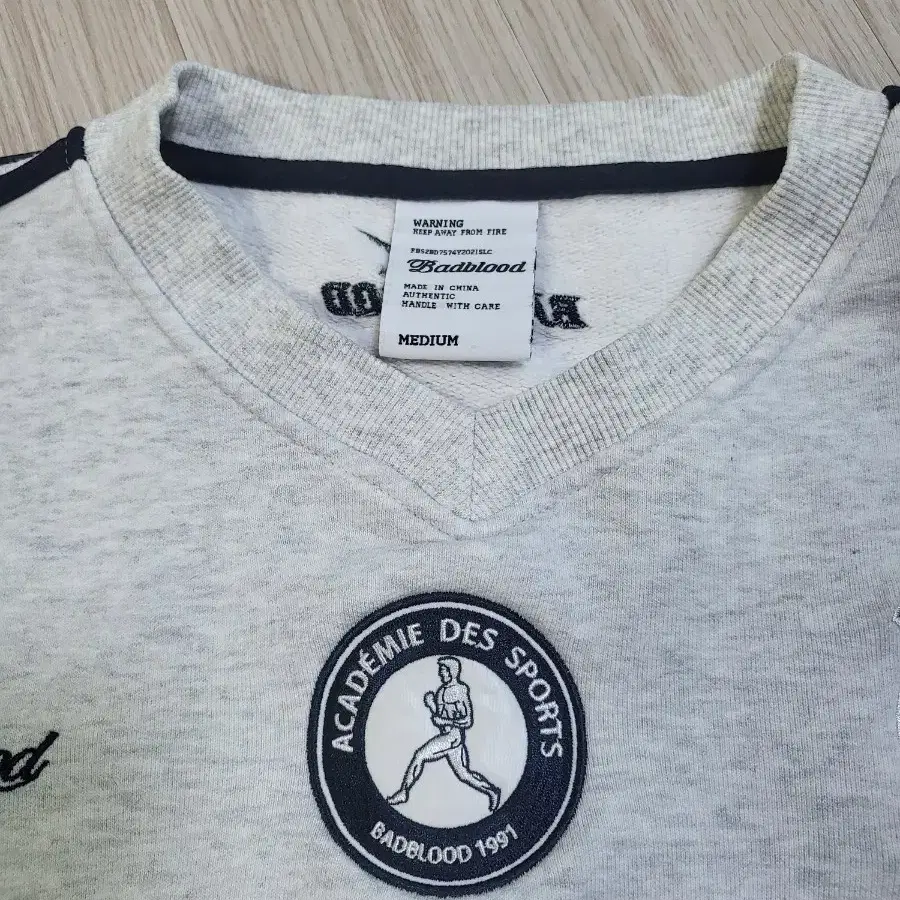 WARNING
KEEP AWAY FROM FIRE
Badblood
MADE IN CHINA
AUTHENTIC
HANDLE WITH CARE
MEDIUM
ACADÉMIE DES SPORTS
BADBLOOD 1991